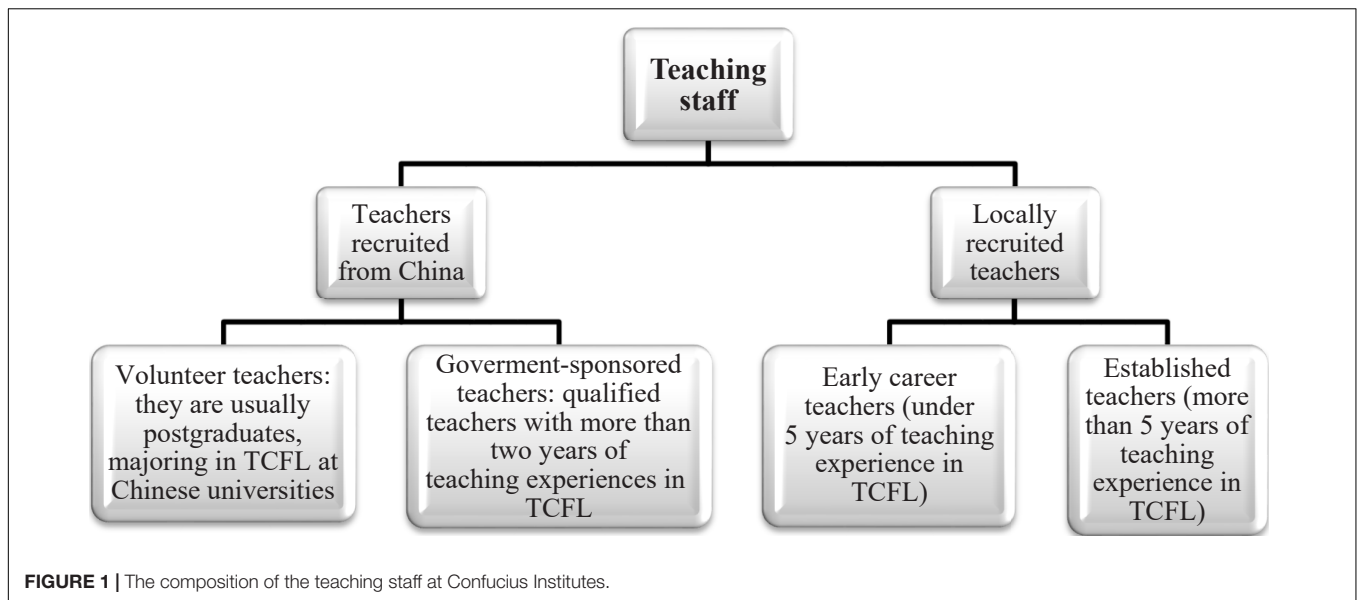 Teaching
staff
Teachers
recruited
from China
Locally
recruited
teachers
Volunteer teachers:
they are usually
postgraduates,
majoring in TCFL at
Chinese universities
Goverment-sponsored
teachers: qualified
teachers with more than
two years of
teaching experiences in
TCFL
Early career
teachers (under
5 years of teaching
experience in
TCFL)
Established
teachers (more
than 5 years of
teaching
experience in
TCFL)
FIGURE 1 | The composition of the teaching staff at Confucius Institutes.